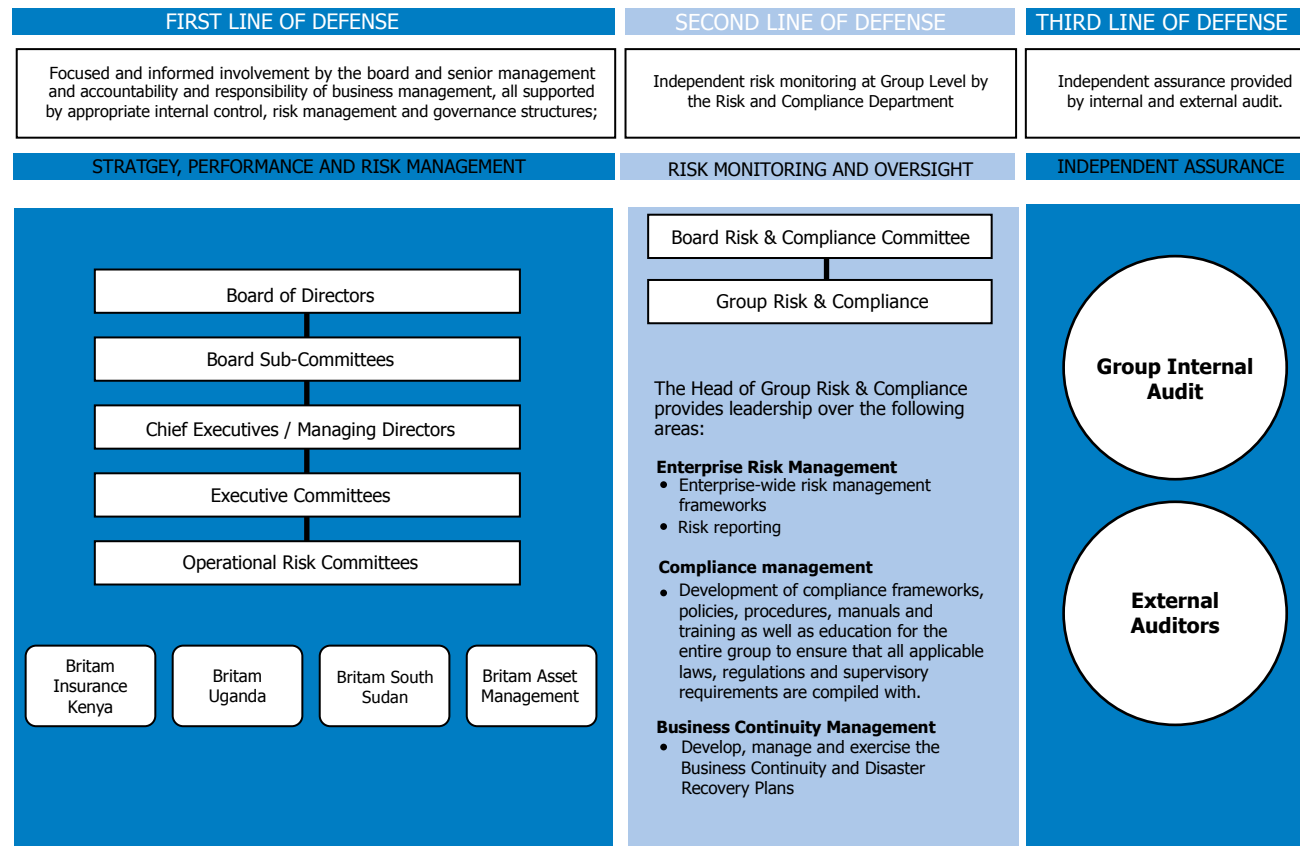 FIRST LINE OF DEFENSE
Focused and informed involvement by the board and senior management
and accountability and responsibility of business management, all supported
by appropriate internal control, risk management and governance structures;
STRATGEY, PERFORMANCE AND RISK MANAGEMENT
Board of Directors
Board Sub-Committees
Chief Executives / Managing Directors
Executive Committees
Operational Risk Committees
Britam
Insurance
Kenya
Britam
Uganda
Britam South
Sudan
Britam Asset
Management
SECOND LINE OF DEFENSE
Independent risk monitoring at Group Level by
the Risk and Compliance Department
RISK MONITORING AND OVERSIGHT
Board Risk & Compliance Committee
Group Risk & Compliance
The Head of Group Risk & Compliance
provides leadership over the following
areas:
Enterprise Risk Management
• Enterprise-wide risk management
frameworks
• Risk reporting
Compliance management
• Development of compliance frameworks,
policies, procedures, manuals and
training as well as education for the
entire group to ensure that all applicable
laws, regulations and supervisory
requirements are compiled with.
Business Continuity Management
• Develop, manage and exercise the
Business Continuity and Disaster
Recovery Plans
THIRD LINE OF DEFENSE
Independent assurance provided
by internal and external audit.
INDEPENDENT ASSURANCE
Group Internal
Audit
External
Auditors